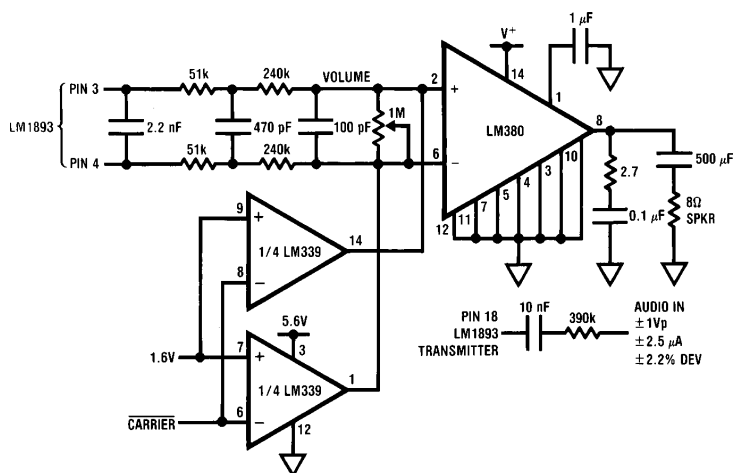 1 μF
V+
51k
240k
VOLUME
PIN 3
2
14
1
+
1M
LM1893
2.2 nF
470 pF
100 pF
LM380
8
PIN 4
6
−
10
500 μF
51k
240k
3
4
5
7
11
12
2.7
0.1 μF
8Ω
SPKR
9
+
1/4 LM339
14
8
−
5.6V
10 nF
390k
PIN 18
LM1893
TRANSMITTER
AUDIO IN
±1Vp
±2.5 μA
±2.2% DEV
1.6V
7
+
3
1/4 LM339
1
CARRIER
6
−
12